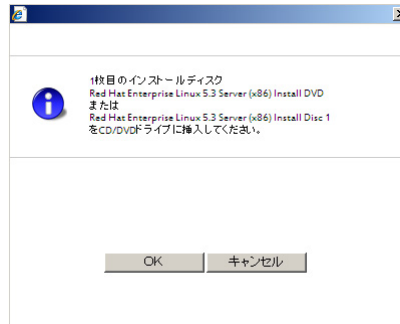 1枚目のインストールディスク
Red Hat Enterprise Linux 5.3 Server (x86) Install DVD
または
Red Hat Enterprise Linux 5.3 Server (x86) Install Disc 1
をCD/DVDドライブに挿入してください。
OK キャンセル